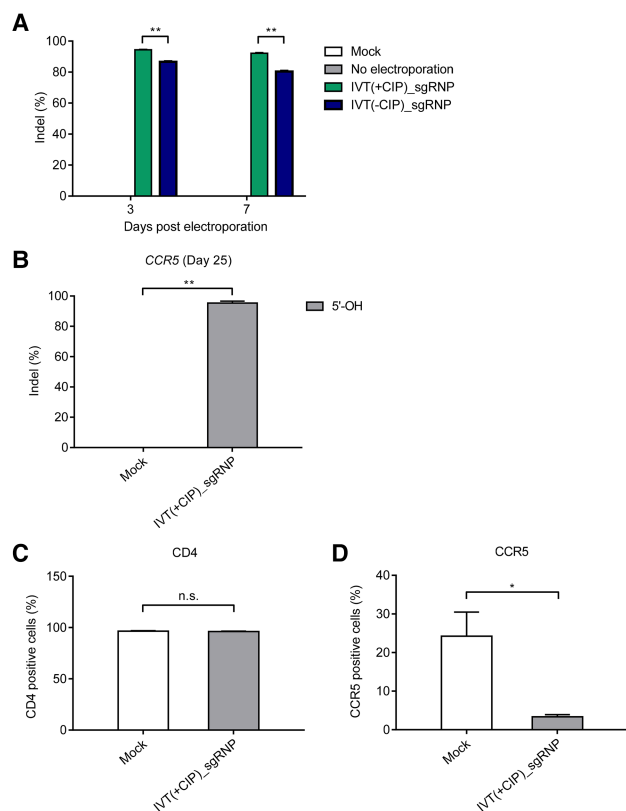 A
**
**
100
80
60
40
20
0
Indel (%)
3
7
Days post electroporation
Mock
No electroporation
IVT(+CIP)_sgRNP
IVT(-CIP)_sgRNP
B
CCR5 (Day 25)
**
100
80
60
40
20
0
Indel (%)
Mock
IVT(+CIP)_sgRNP
5'-OH
C
CD4
n.s.
150
100
50
0
CD4 positive cells (%)
Mock
IVT(+CIP)_sgRNP
D
CCR5
*
40
30
20
10
0
CCR5 positive cells (%)
Mock
IVT(+CIP)_sgRNP